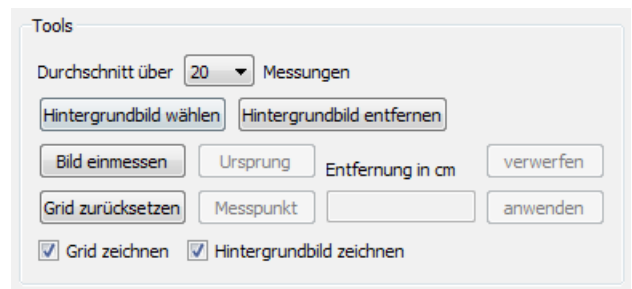 Tools
Durchschnitt über 20 Messungen
Hintergrundbild wählen Hintergrundbild entfernen
Bild einmessen Ursprung Entfernung in cm verwerfen
Grid zurücksetzen Messpunkt anwenden
Grid zeichnen Hintergrundbild zeichnen